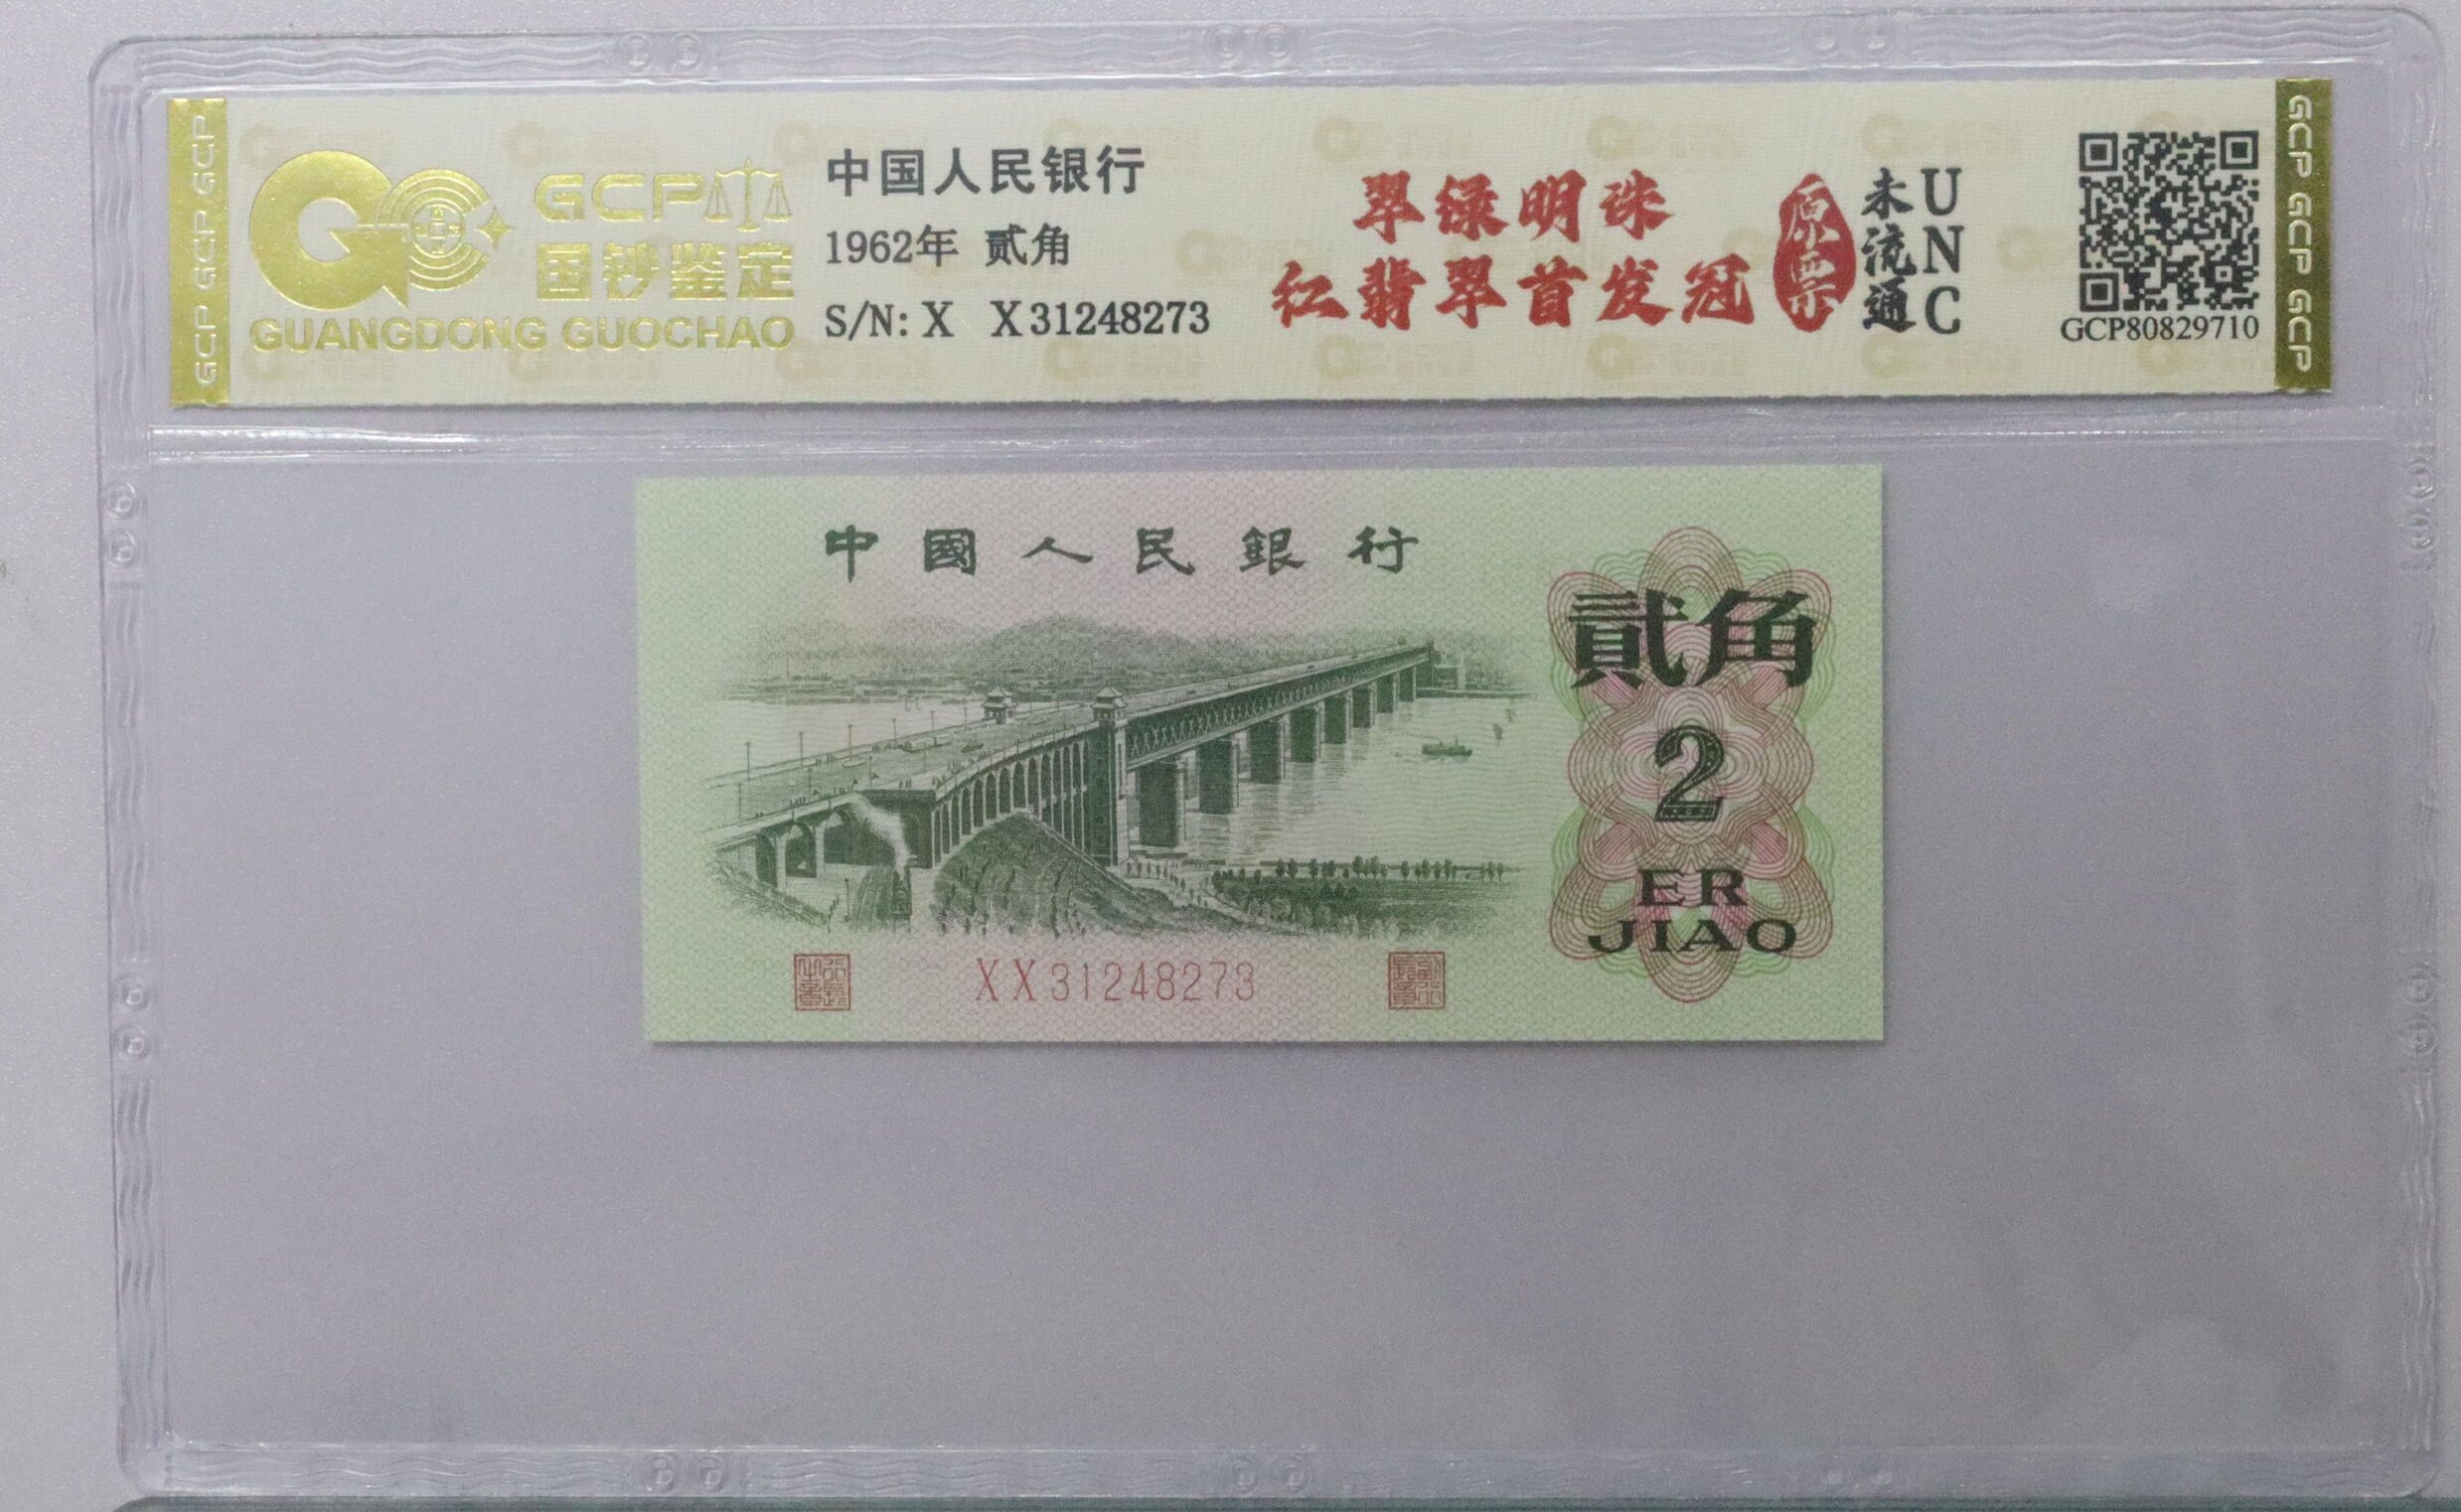 GCP GCP GCP
GCP
国钞鉴定
GUANGDONG GUOCHAO
中国人民银行
1962年 贰角
S/N: X X31248273
翠绿明珠
红翡翠首发冠
原票
未流通
UNC
GCP80829710
GCP GCP GCP
中國人民銀行
貳角
2
ER
JIAO
XX31248273